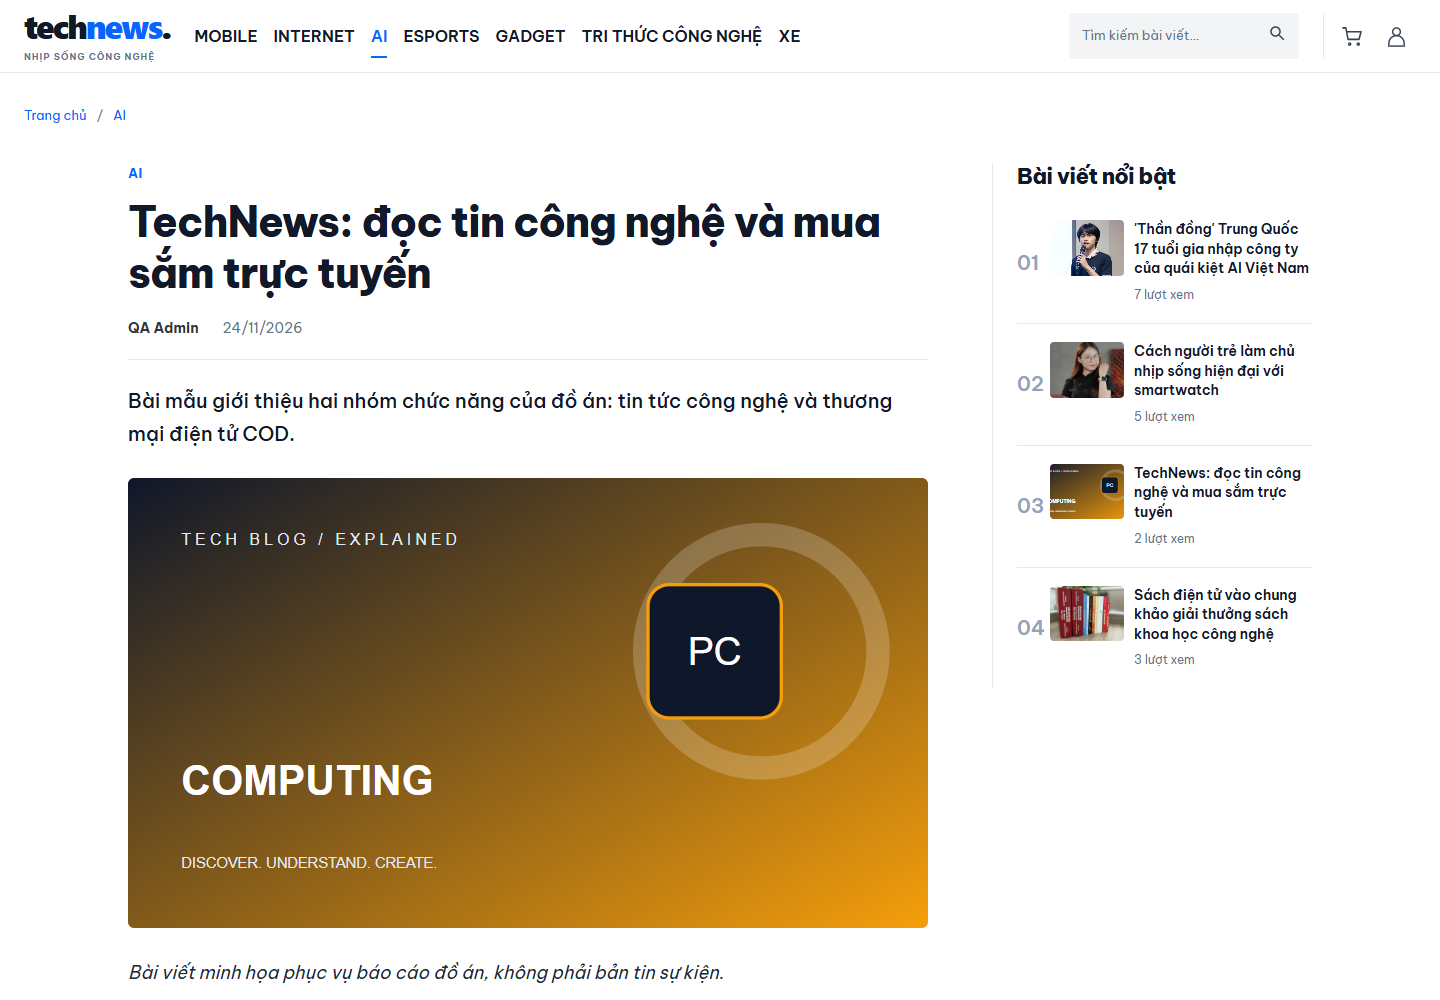 technews.
NHỊP SỐNG CÔNG NGHỆ
MOBILE INTERNET AI ESPORTS GADGET TRI THỨC CÔNG NGHỆ XE
Tìm kiếm bài viết...
Trang chủ / AI
AI
TechNews: đọc tin công nghệ và mua
sắm trực tuyến
QA Admin 24/11/2026
Bài mẫu giới thiệu hai nhóm chức năng của đồ án: tin tức công nghệ và thương
mại điện tử COD.
TECH BLOG / EXPLAINED
PC
COMPUTING
DISCOVER. UNDERSTAND. CREATE.
Bài viết minh họa phục vụ báo cáo đồ án, không phải bản tin sự kiện.
Bài viết nổi bật
01
'Thần đồng' Trung Quốc
17 tuổi gia nhập công ty
của quái kiệt AI Việt Nam
7 lượt xem
02
Cách người trẻ làm chủ
nhịp sống hiện đại với
smartwatch
5 lượt xem
03
PC
COMPUTING
TechNews: đọc tin công
nghệ và mua sắm trực
tuyến
2 lượt xem
04
Sách điện tử vào chung
khảo giải thưởng sách
khoa học công nghệ
3 lượt xem